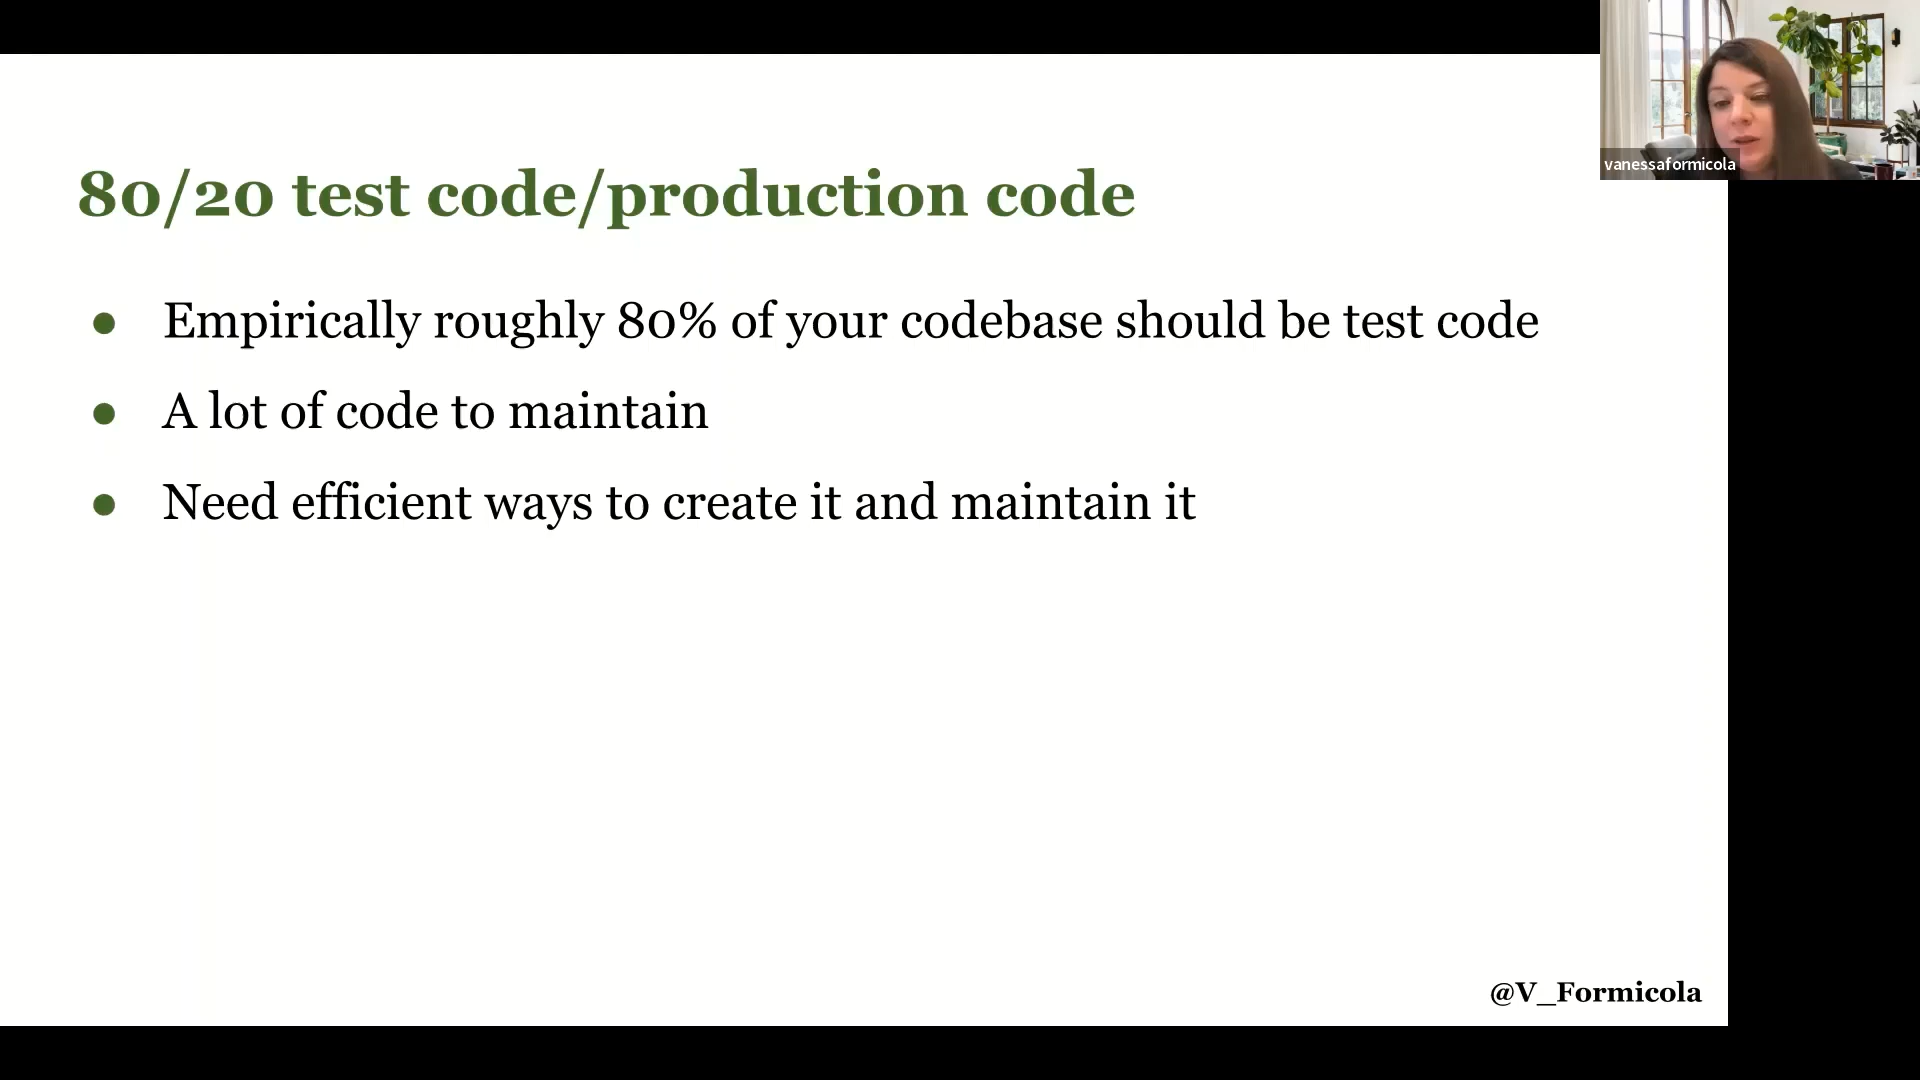 vanessaformicola
80/20 test code/production code
● Empirically roughly 80% of your codebase should be test code
● A lot of code to maintain
● Need efficient ways to create it and maintain it
@V_Formicola